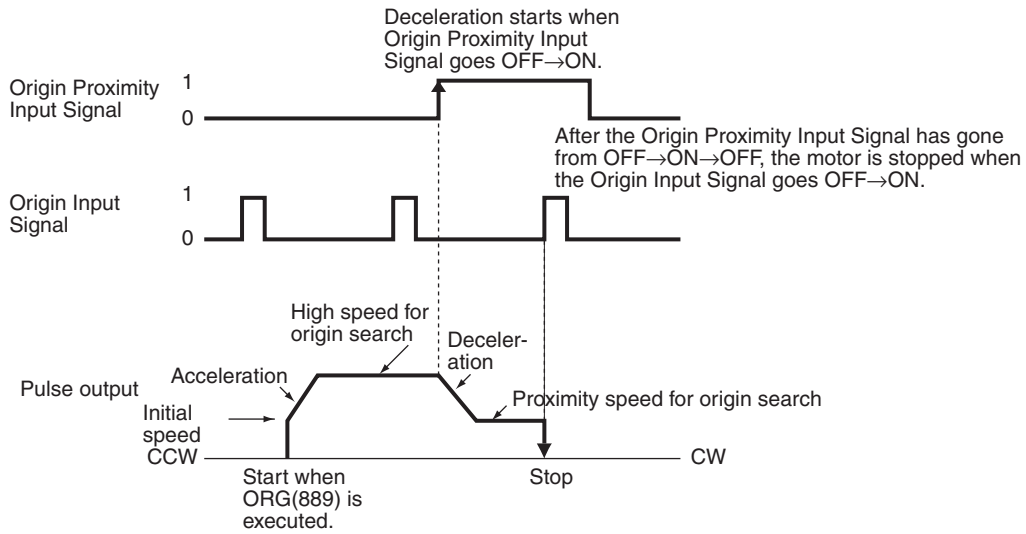 Deceleration starts when
Origin Proximity Input
Signal goes OFF→ON.
Origin Proximity
Input Signal
1
0
After the Origin Proximity Input Signal has gone
from OFF→ON→OFF, the motor is stopped when
the Origin Input Signal goes OFF→ON.
Origin Input
Signal
1
0
High speed for
origin search
Deceler-
ation
Acceleration
Pulse output
Proximity speed for origin search
Initial
speed
CCW
CW
Start when
ORG(889) is
executed.
Stop